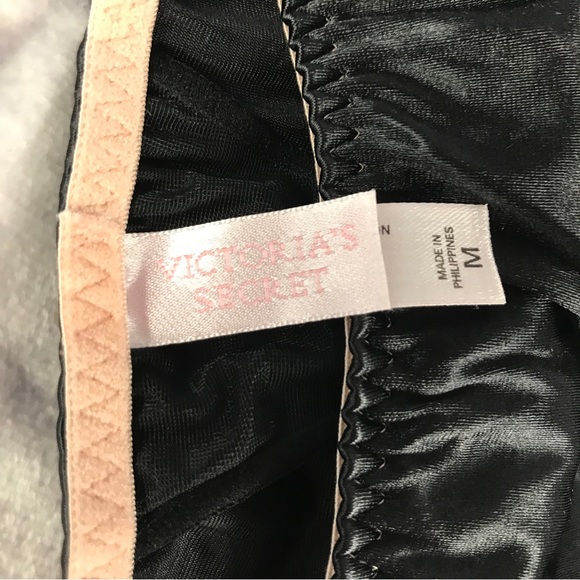 VICTORIA'S
SECRET
MADE IN
PHILIPPINES
M